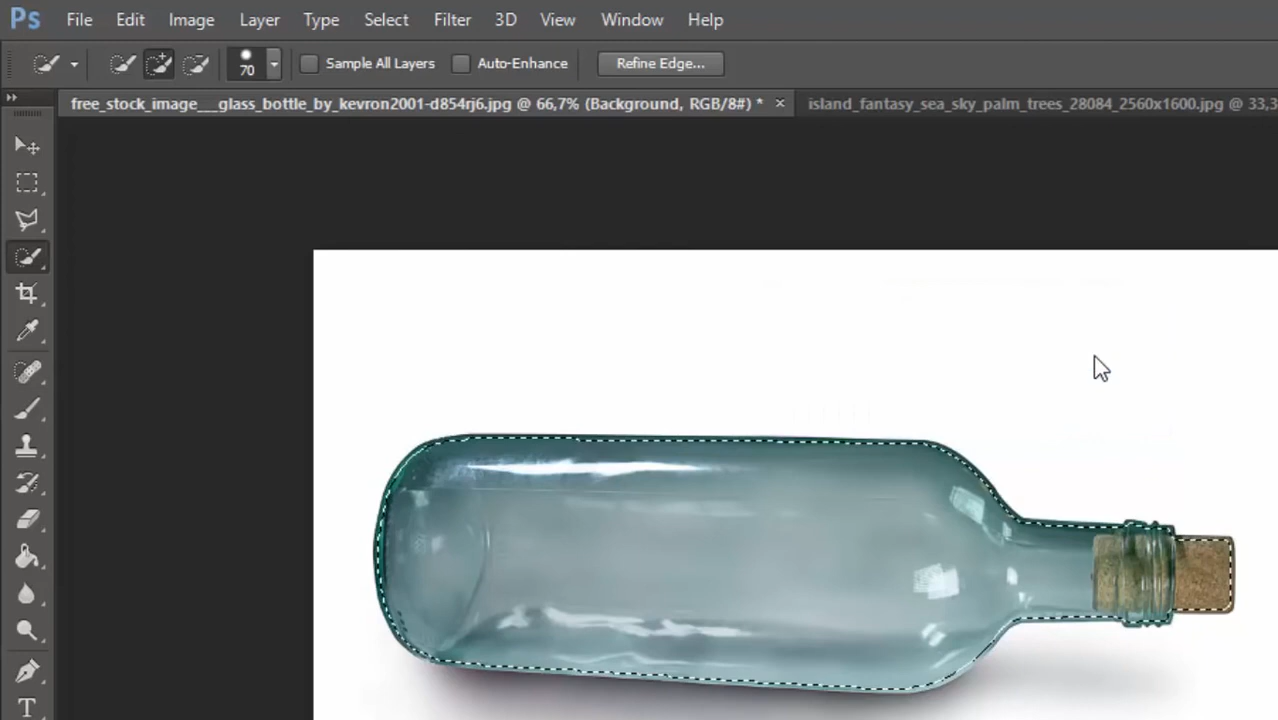 Ps File Edit Image Layer Type Select Filter 3D View Window Help
70 Sample All Layers Auto-Enhance Refine Edge...
free_stock_image___glass_bottle_by_kevron2001-d854rj6.jpg @ 66,7% (Background, RGB/8#) * × island_fantasy_sea_sky_palm_trees_28084_2560x1600.jpg @ 33,3
T